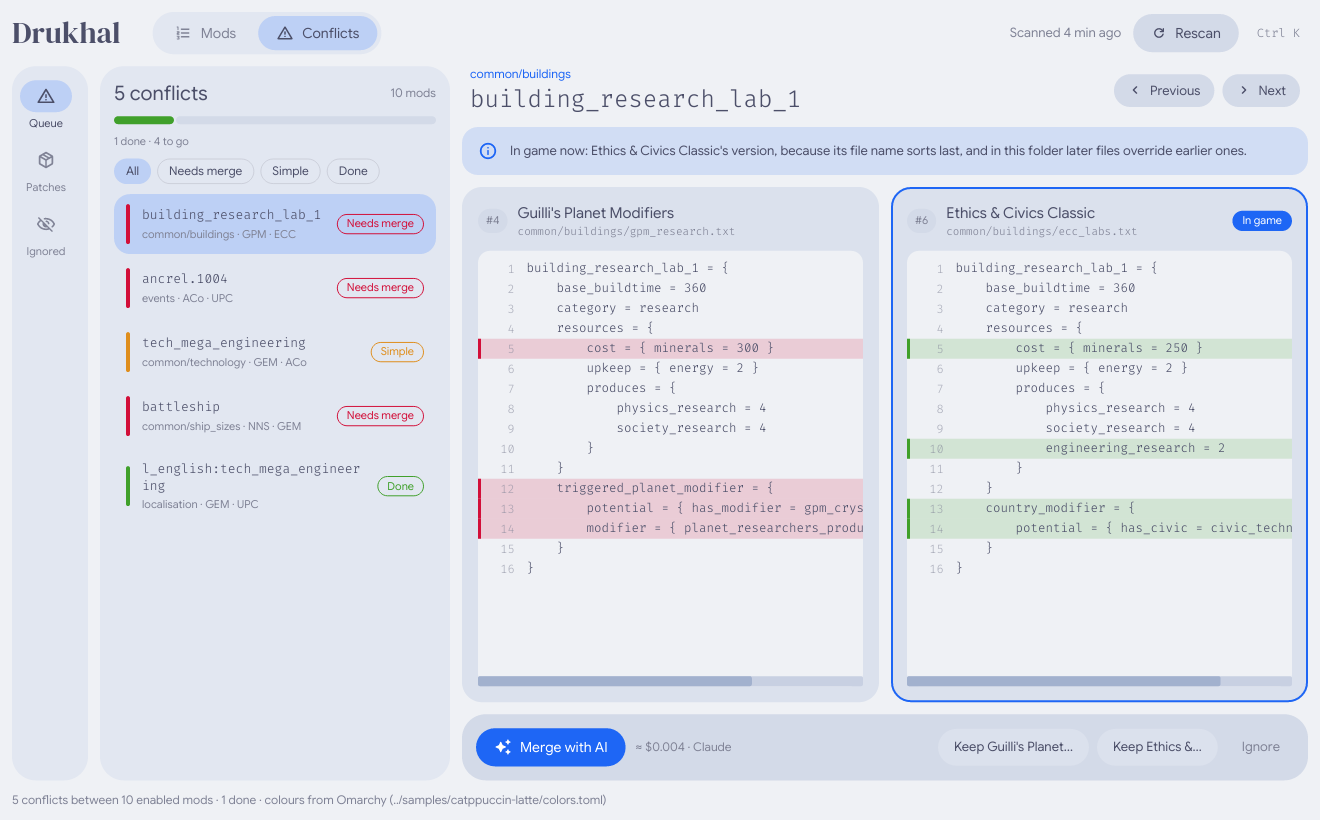 Drukhal
Mods
Conflicts
Scanned 4 min ago
Rescan
Ctrl K
Queue
Patches
Ignored
5 conflicts
10 mods
1 done · 4 to go
All
Needs merge
Simple
Done
building_research_lab_1
common/buildings · GPM · ECC
Needs merge
ancrel.1004
events · ACo · UPC
Needs merge
tech_mega_engineering
common/technology · GEM · ACo
Simple
battleship
common/ship_sizes · NNS · GEM
Needs merge
l_english:tech_mega_engineer
ing
localisation · GEM · UPC
Done
common/buildings
building_research_lab_1
Previous
Next
In game now: Ethics & Civics Classic's version, because its file name sorts last, and in this folder later files override earlier ones.
#4
Guilli's Planet Modifiers
common/buildings/gpm_research.txt
1 building_research_lab_1 = {
2 base_buildtime = 360
3 category = research
4 resources = {
5 cost = { minerals = 300 }
6 upkeep = { energy = 2 }
7 produces = {
8 physics_research = 4
9 society_research = 4
10 }
11 }
12 triggered_planet_modifier = {
13 potential = { has_modifier = gpm_crys
14 modifier = { planet_researchers_produ
15 }
16 }
#6
Ethics & Civics Classic
common/buildings/ecc_labs.txt
In game
1 building_research_lab_1 = {
2 base_buildtime = 360
3 category = research
4 resources = {
5 cost = { minerals = 250 }
6 upkeep = { energy = 2 }
7 produces = {
8 physics_research = 4
9 society_research = 4
10 engineering_research = 2
11 }
12 }
13 country_modifier = {
14 potential = { has_civic = civic_techn
15 }
16 }
Merge with AI
≈ $0.004 · Claude
Keep Guilli's Planet...
Keep Ethics &...
Ignore
5 conflicts between 10 enabled mods · 1 done · colours from Omarchy (../samples/catppuccin-latte/colors.toml)